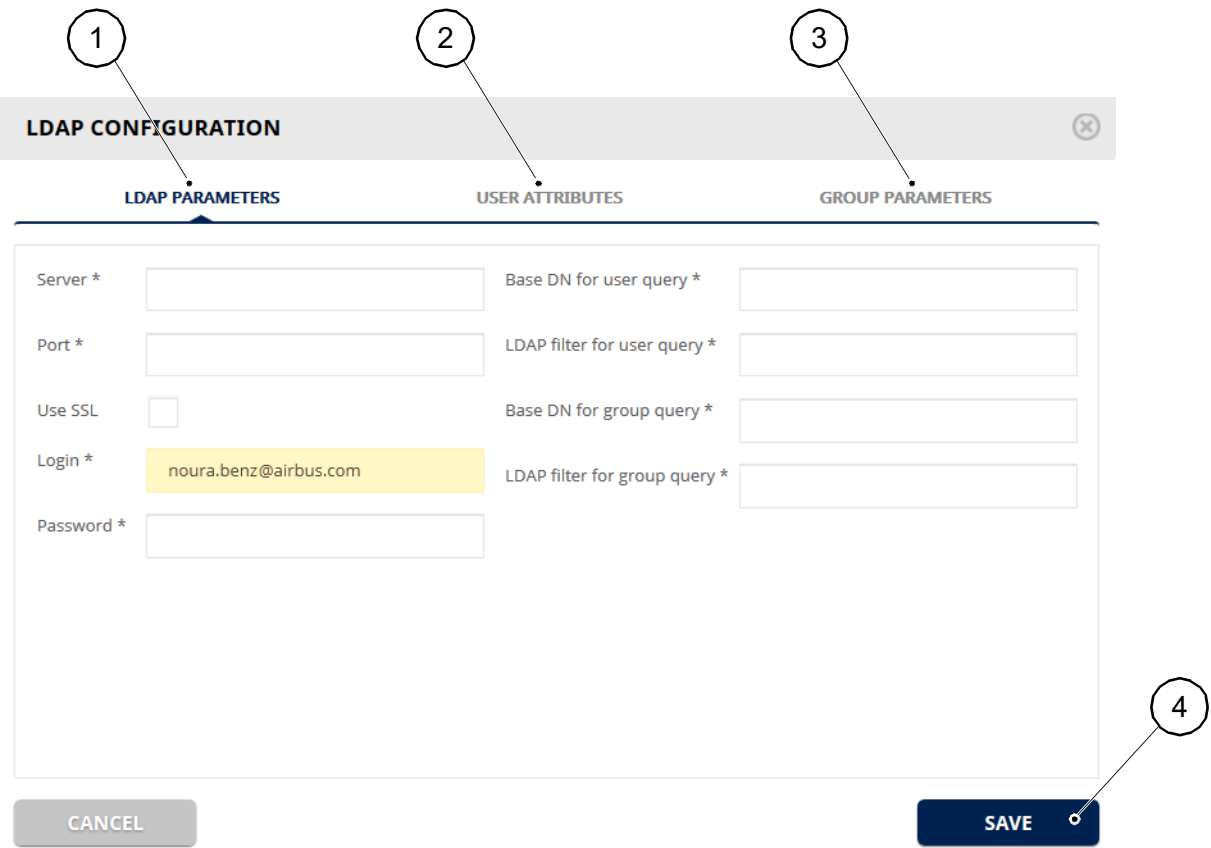 1
2
3
LDAP CONFIGURATION
LDAP PARAMETERS
USER ATTRIBUTES
GROUP PARAMETERS
Server *
Base DN for user query *
Port *
LDAP filter for user query *
Use SSL
Base DN for group query *
Login *
noura.benz@airbus.com
LDAP filter for group query *
Password *
4
CANCEL
SAVE